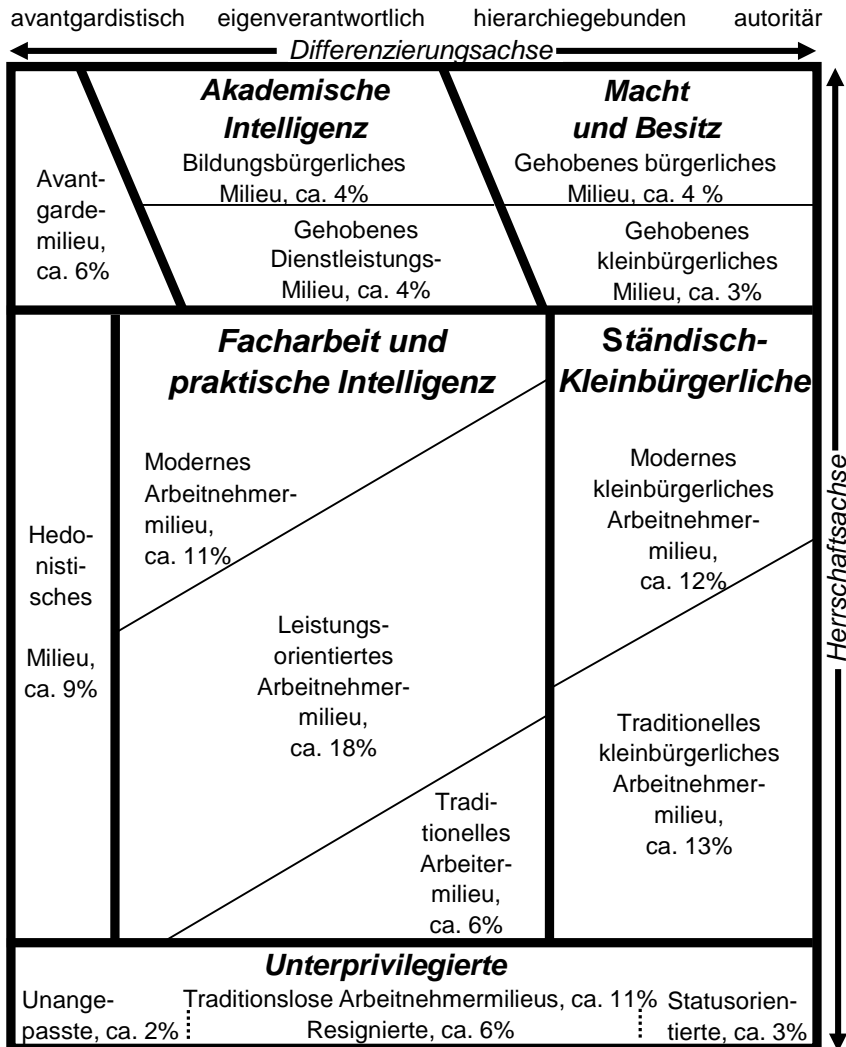 avantgardistisch eigenverantwortlich hierarchiegebunden autoritär
Differenzierungsachse
Avant-
garde-
milieu,
ca. 6%
Akademische
Intelligenz
Bildungsbürgerliches
Milieu, ca. 4%
Gehobenes
Dienstleistungs-
Milieu, ca. 4%
Macht
und Besitz
Gehobenes bürgerliches
Milieu, ca. 4 %
Gehobenes
kleinbürgerliches
Milieu, ca. 3%
Hedo-
nisti-
sches
Milieu,
ca. 9%
Facharbeit und
praktische Intelligenz
Modernes
Arbeitnehmer-
milieu,
ca. 11%
Leistungs-
orientiertes
Arbeitnehmer-
milieu,
ca. 18%
Tradi-
tionelles
Arbeiter-
milieu,
ca. 6%
Ständisch-
Kleinbürgerliche
Modernes
kleinbürgerliches
Arbeitnehmer-
milieu,
ca. 12%
Traditionelles
kleinbürgerliches
Arbeitnehmer-
milieu,
ca. 13%
Herrschaftsachse
Unterprivilegierte
Traditionslose Arbeitnehmermilieus, ca. 11%
Unange-
passte, ca. 2%
Resignierte, ca. 6%
Statusorien-
tierte, ca. 3%